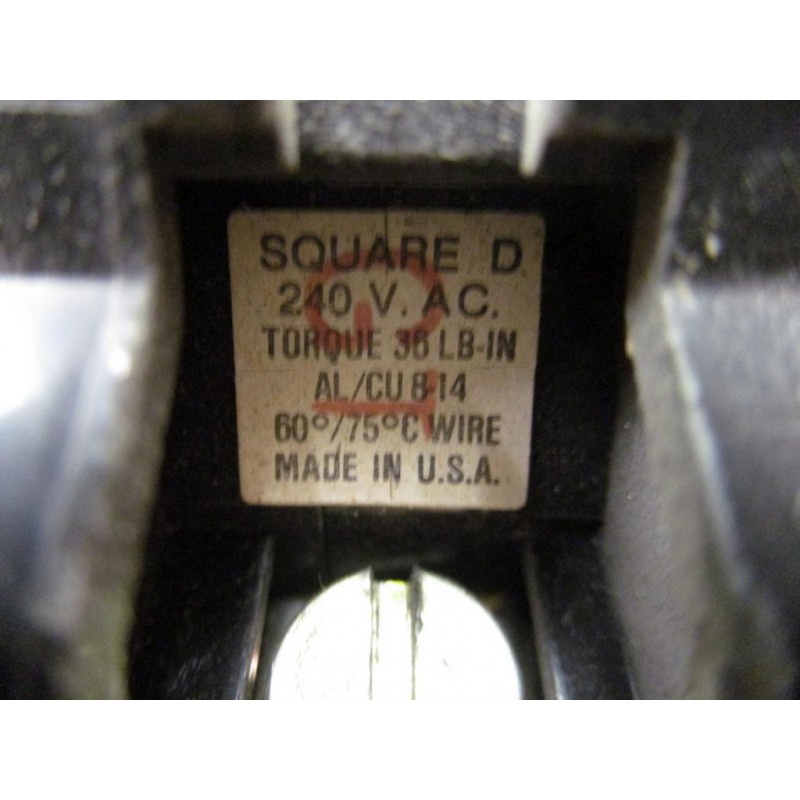 SQUARE D
240 V. AC.
TORQUE 36 LB-IN
AL/CU 8-14
60°/75°C WIRE
MADE IN U.S.A.